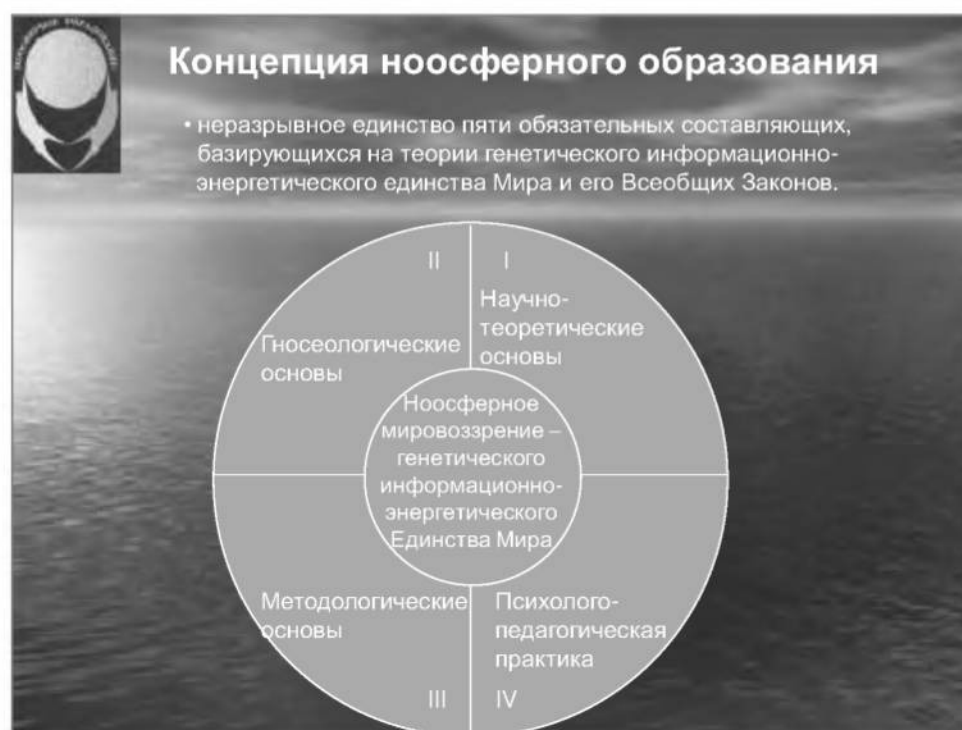 Концепция ноосферного образования
• неразрывное единство пяти обязательных составляющих,
базирующихся на теории генетического информационно-
энергетического единства Мира и его Всеобщих Законов.
II
I
Научно-
теоретические
основы
Гносеологические
основы
Ноосферное
мировоззрение –
генетического
информационно-
энергетического
Единства Мира
Методологические
основы
Психолого-
педагогическая
практика
III
IV